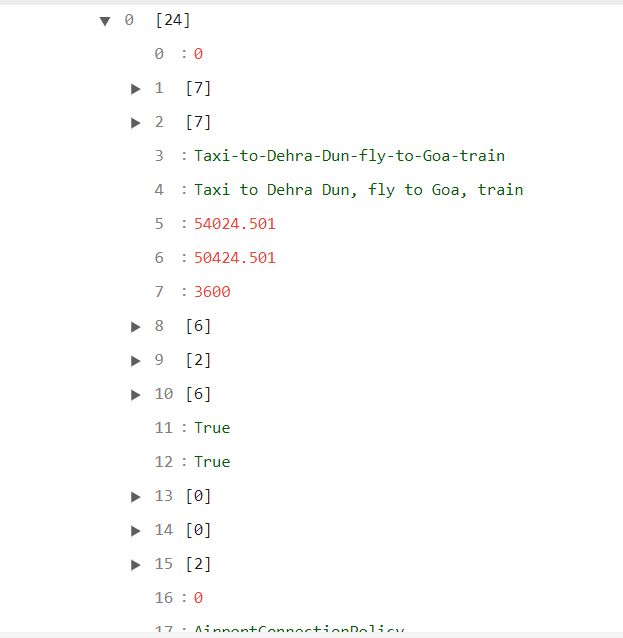 ▼ 0 [24]
0 : 0
▶ 1 [7]
▶ 2 [7]
3 : Taxi-to-Dehra-Dun-fly-to-Goa-train
4 : Taxi to Dehra Dun, fly to Goa, train
5 : 54024.501
6 : 50424.501
7 : 3600
▶ 8 [6]
▶ 9 [2]
▶ 10 [6]
11 : True
12 : True
▶ 13 [0]
▶ 14 [0]
▶ 15 [2]
16 : 0
17 : AirportConnectionPolicy